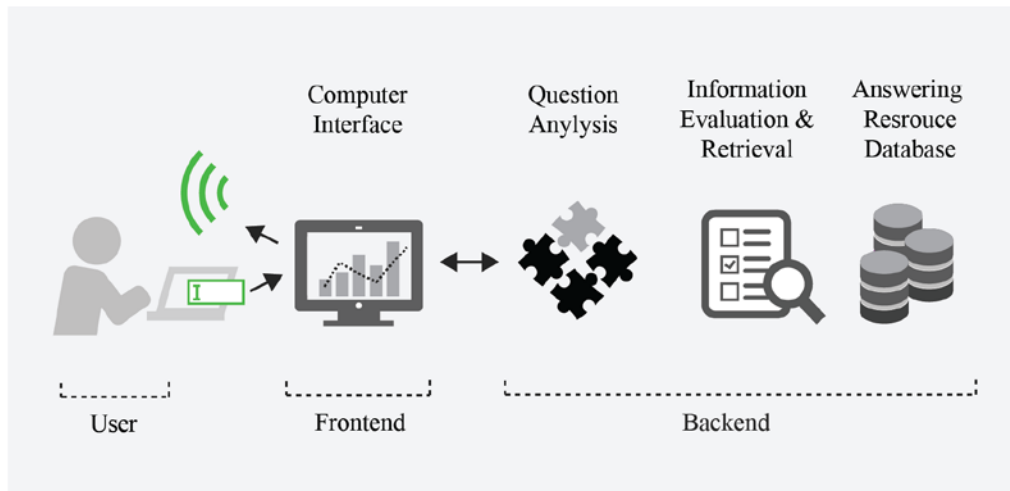 Computer
Interface
Question
Anylysis
Information
Evaluation &
Retrieval
Answering
Resrouce
Database
User
Frontend
Backend